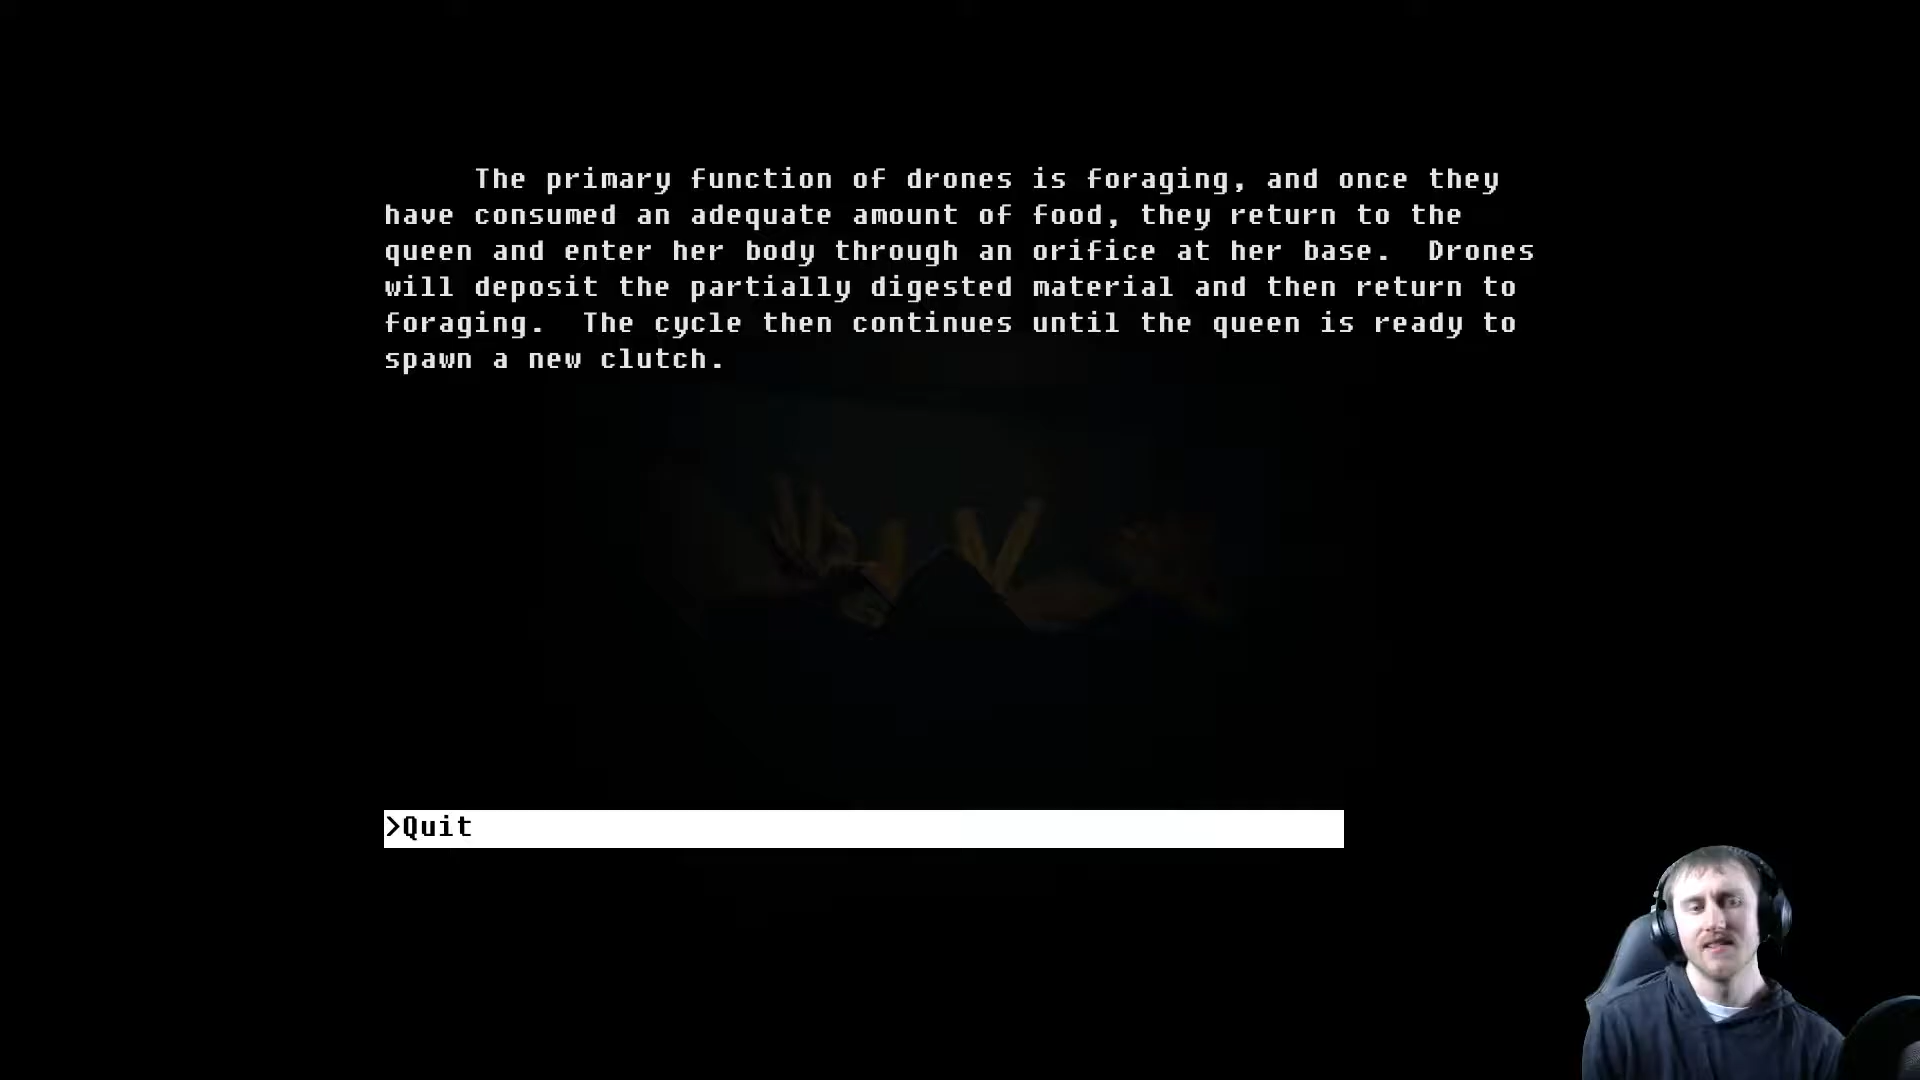 The primary function of drones is foraging, and once they
have consumed an adequate amount of food, they return to the
queen and enter her body through an orifice at her base.  Drones
will deposit the partially digested material and then return to
foraging.  The cycle then continues until the queen is ready to
spawn a new clutch.
>Quit